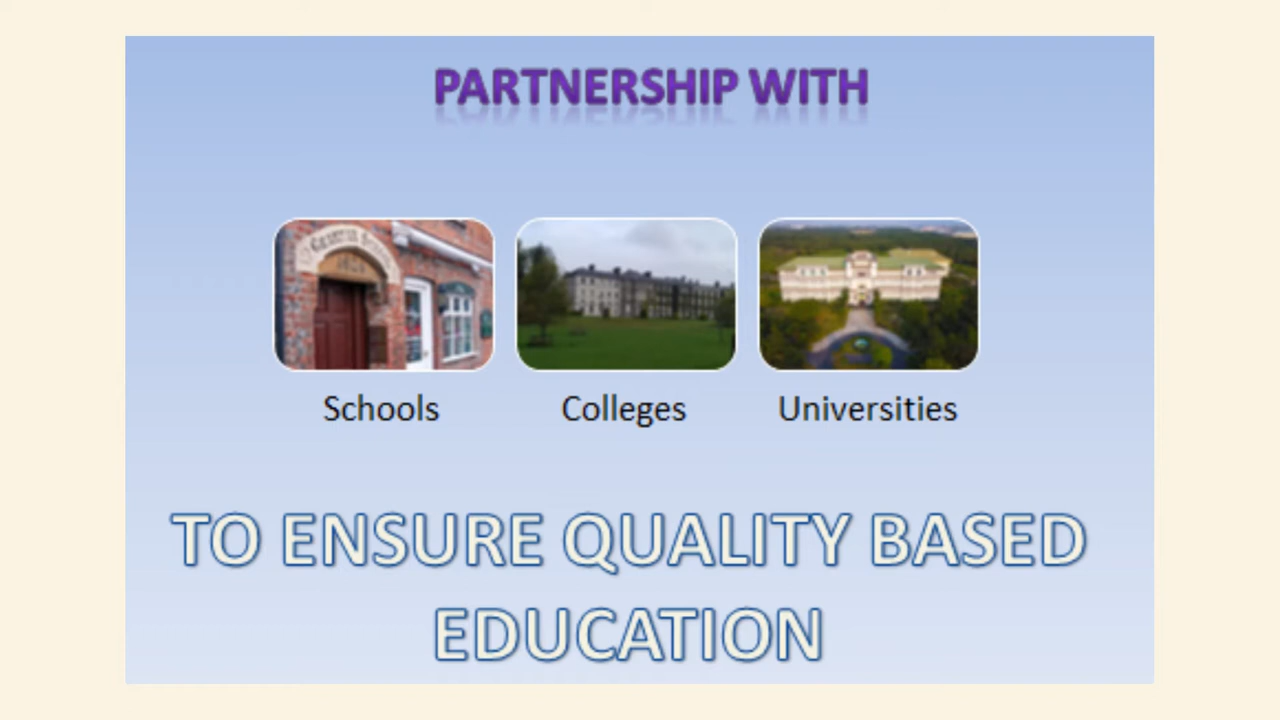 PARTNERSHIP WITH
Schools
Colleges
Universities
TO ENSURE QUALITY BASED
EDUCATION